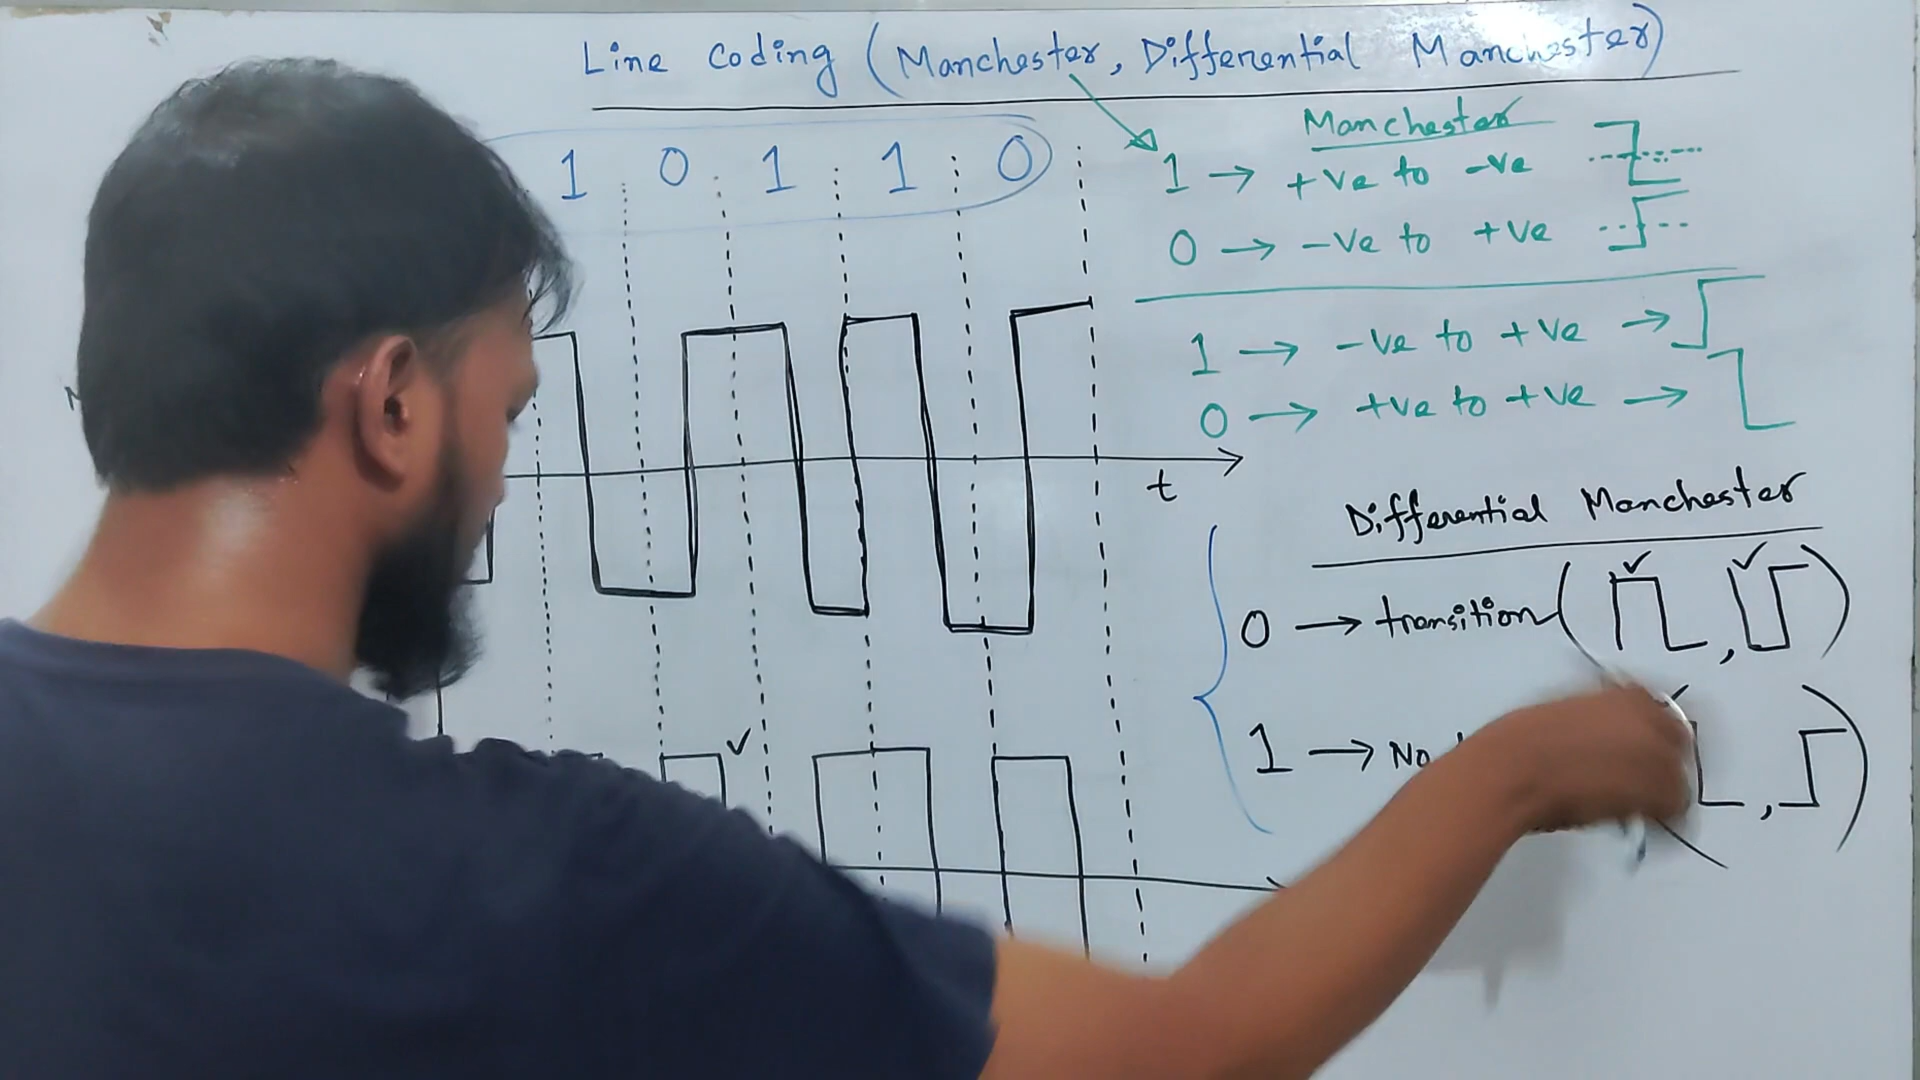 Line Coding (Manchester, Differential Manchester)
1 0 1 1 0
Manchester
1 → +ve to -ve
0 → -ve to +ve
1 → -ve to +ve →
0 → +ve to +ve →
t
Differential Manchester
0 → transition ( , )
1 → No , )